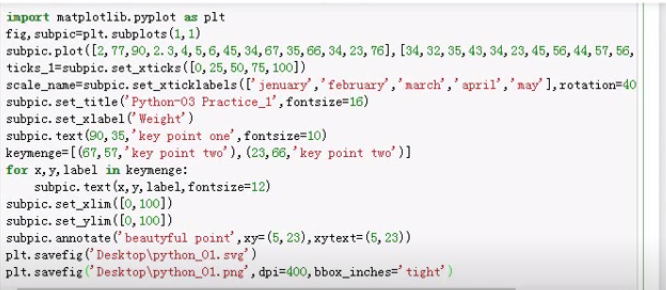 import matplotlib.pyplot as plt
fig,subpic=plt.subplots(1,1)
subpic.plot([2,77,90,2.3,4,5,6,45,34,67,35,66,34,23,76],[34,32,35,43,34,23,45,56,44,57,56,
ticks_1=subpic.set_xticks([0,25,50,75,100])
scale_name=subpic.set_xticklabels(['jenuary','february','march','april','may'],rotation=40
subpic.set_title('Python-03 Practice_1',fontsize=16)
subpic.set_xlabel('Weight')
subpic.text(90,35,'key point one',fontsize=10)
keymenge=[(67,57,'key point two'),(23,66,'key point two')]
for x,y,label in keymenge:
    subpic.text(x,y,label,fontsize=12)
subpic.set_xlim([0,100])
subpic.set_ylim([0,100])
subpic.annotate('beautyful point',xy=(5,23),xytext=(5,23))
plt.savefig('Desktop\python_01.svg')
plt.savefig('Desktop\python_01.png',dpi=400,bbox_inches='tight')